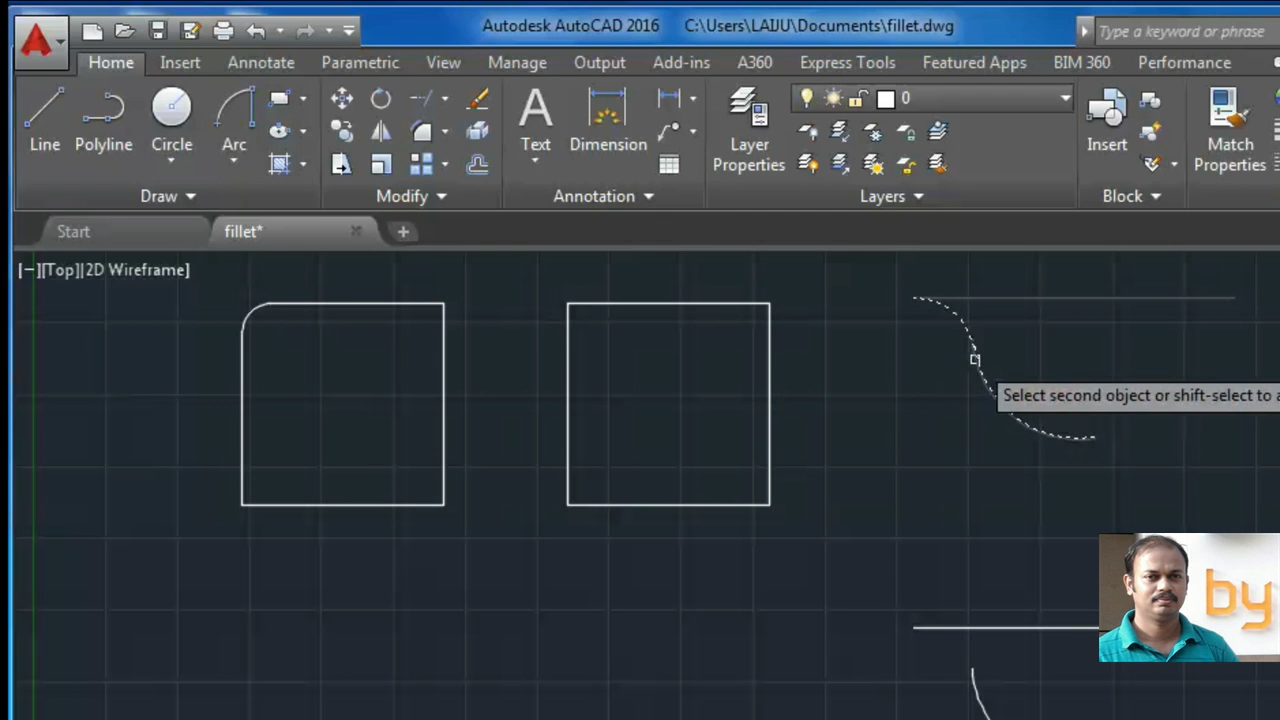 Autodesk AutoCAD 2016 C:\Users\LAIJU\Documents\fillet.dwg
Type a keyword or phrase
Home Insert Annotate Parametric View Manage Output Add-ins A360 Express Tools Featured Apps BIM 360 Performance
0
Line Polyline Circle Arc Text Dimension Layer Properties Insert Match Properties
Draw Modify Annotation Layers Block
Start fillet*
[−][Top][2D Wireframe]
Select second object or shift-select to a
by